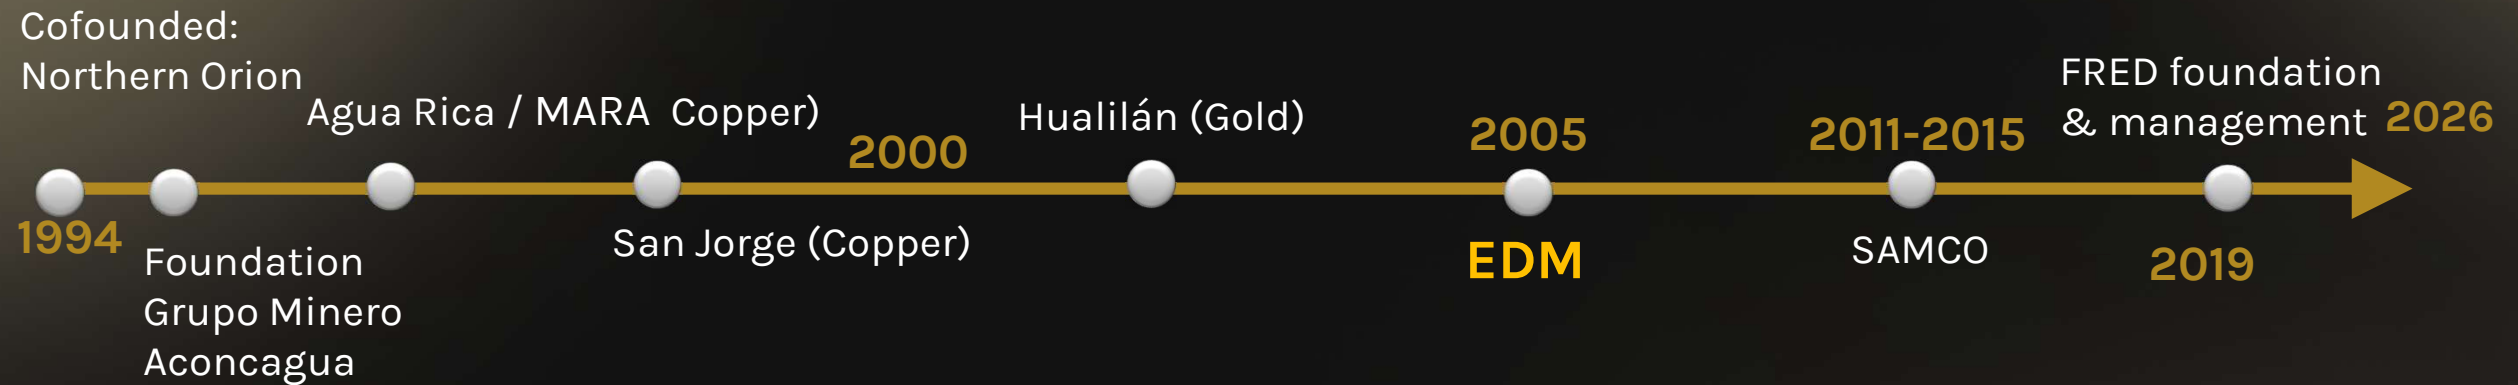 Cofounded:
Northern Orion
1994
Foundation
Grupo Minero
Aconcagua
Agua Rica / MARA  Copper)
San Jorge (Copper)
2000
Hualilán (Gold)
2005
EDM
2011-2015
SAMCO
FRED foundation
& management
2019
2026